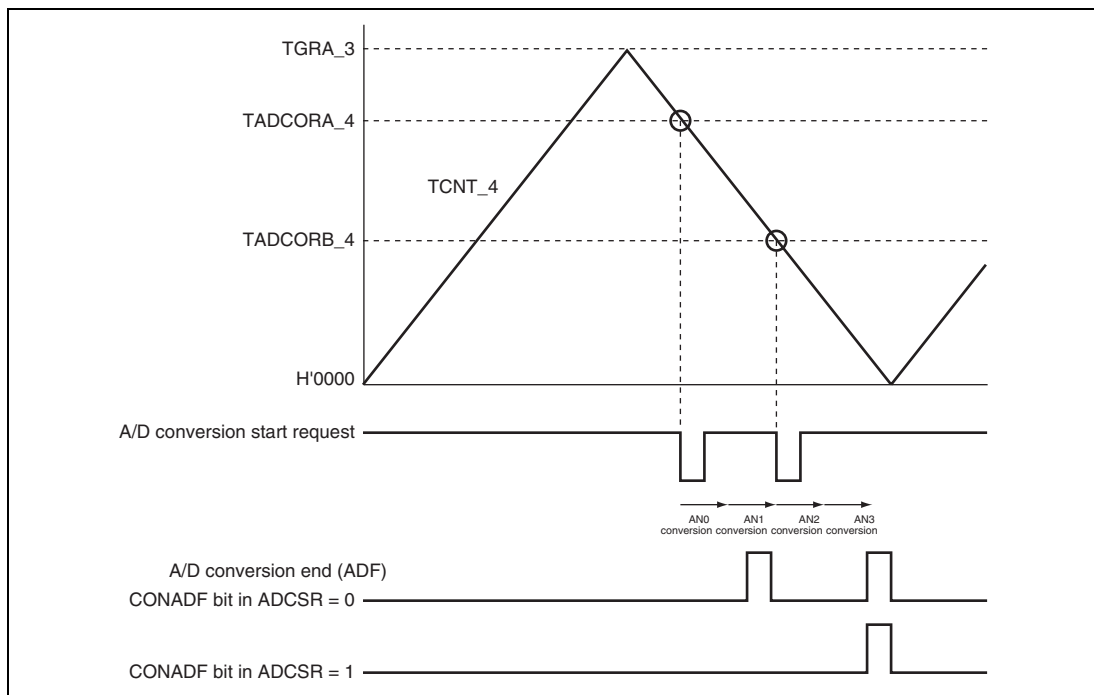 TGRA_3
TADCORA_4
TCNT_4
TADCORB_4
H'0000
A/D conversion start request
AN0 AN1 AN2 AN3
conversion conversion conversion conversion
A/D conversion end (ADF)
CONADF bit in ADCSR = 0
CONADF bit in ADCSR = 1